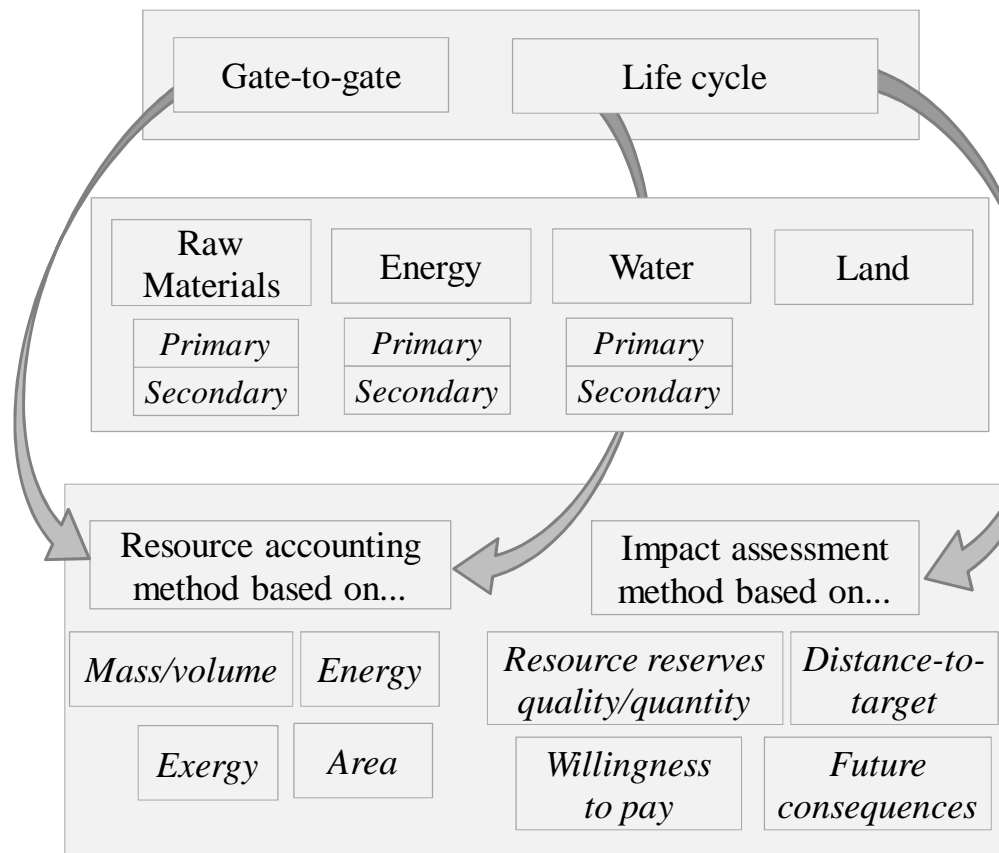 Gate-to-gate
Life cycle
Raw
Materials
Energy
Water
Land
Primary
Secondary
Primary
Secondary
Primary
Secondary
Resource accounting
method based on...
Impact assessment
method based on...
Mass/volume
Energy
Exergy
Area
Resource reserves
quality/quantity
Distance-to-
target
Willingness
to pay
Future
consequences